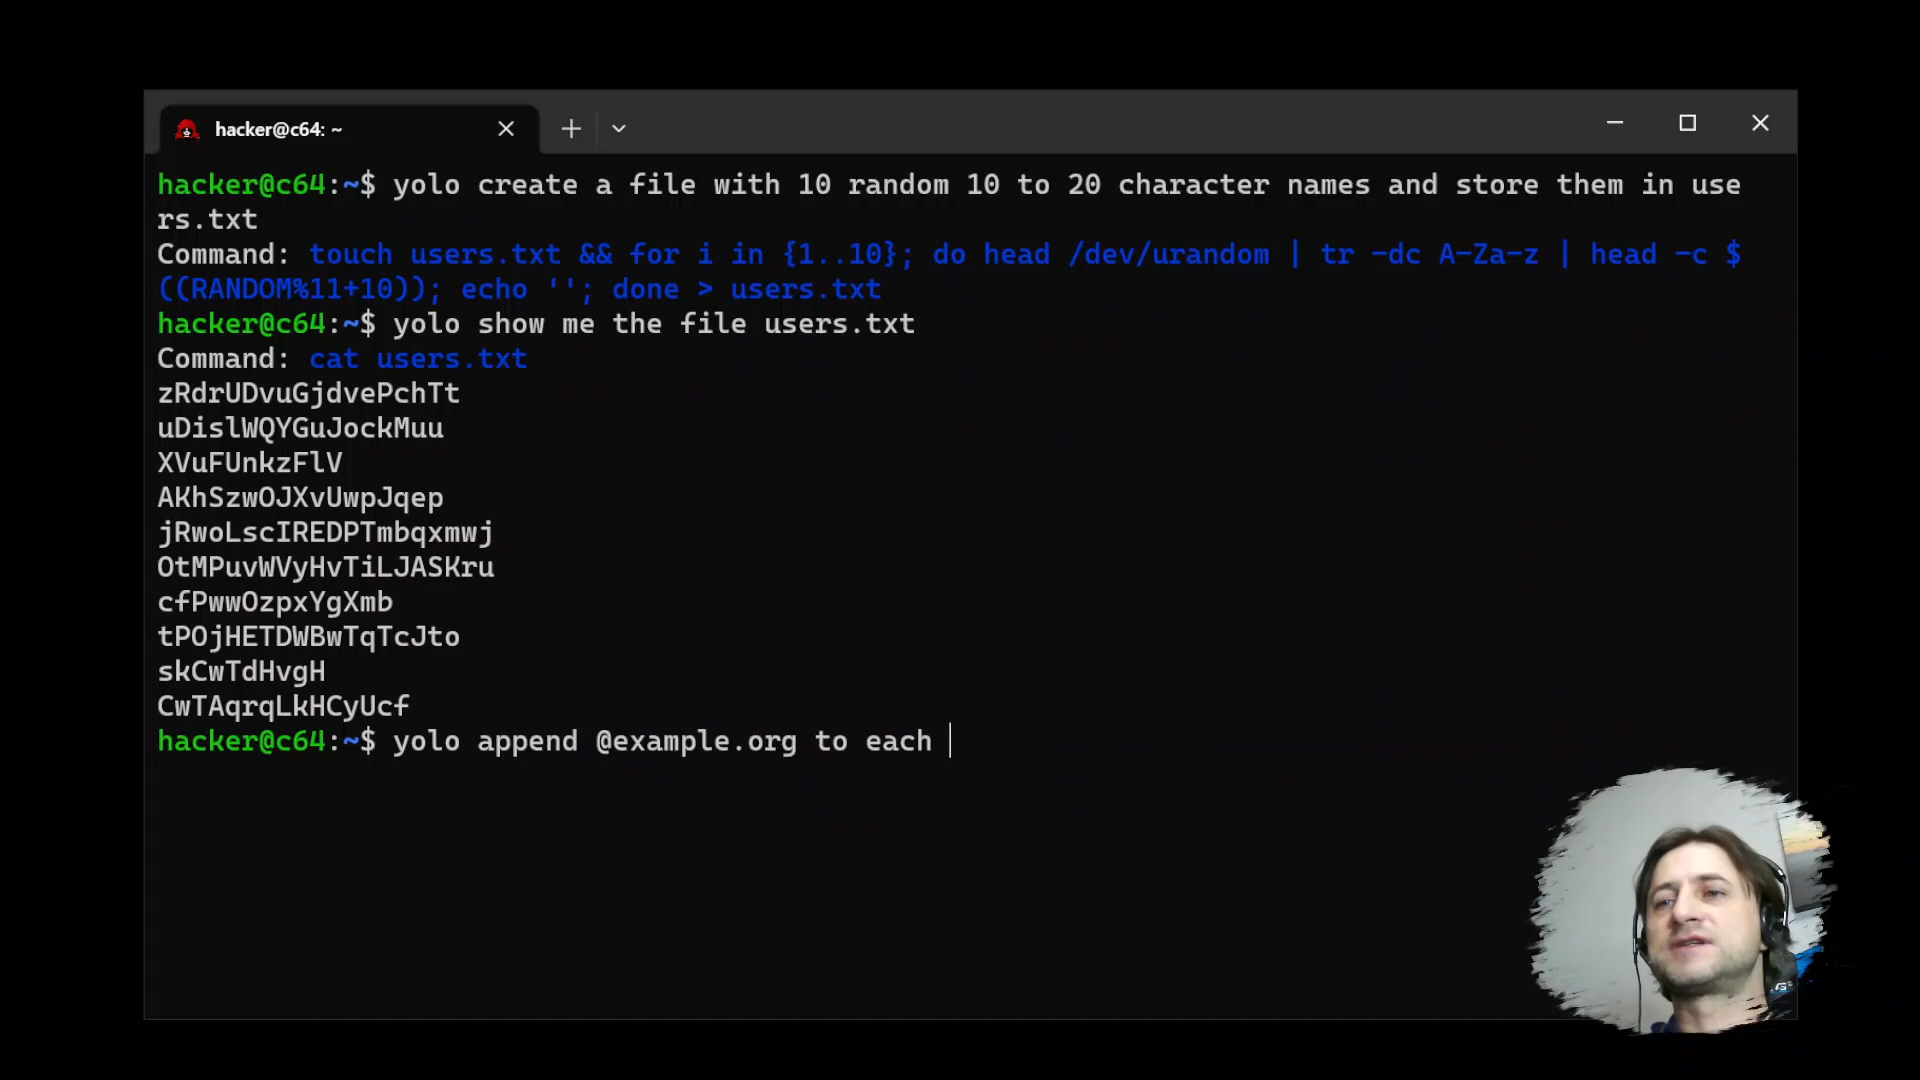 hacker@c64: ~
hacker@c64:~$ yolo create a file with 10 random 10 to 20 character names and store them in use
rs.txt
Command: touch users.txt && for i in {1..10}; do head /dev/urandom | tr -dc A-Za-z | head -c $
((RANDOM%11+10)); echo ''; done > users.txt
hacker@c64:~$ yolo show me the file users.txt
Command: cat users.txt
zRdrUDvuGjdvePchTt
uDislWQYGuJockMuu
XVuFUnkzFlV
AKhSzwOJXvUwpJqep
jRwoLscIREDPTmbqxmwj
OtMPuvWVyHvTiLJASKru
cfPwwOzpxYgXmb
tPOjHETDWBwTqTcJto
skCwTdHvgH
CwTAqrqLkHCyUcf
hacker@c64:~$ yolo append @example.org to each